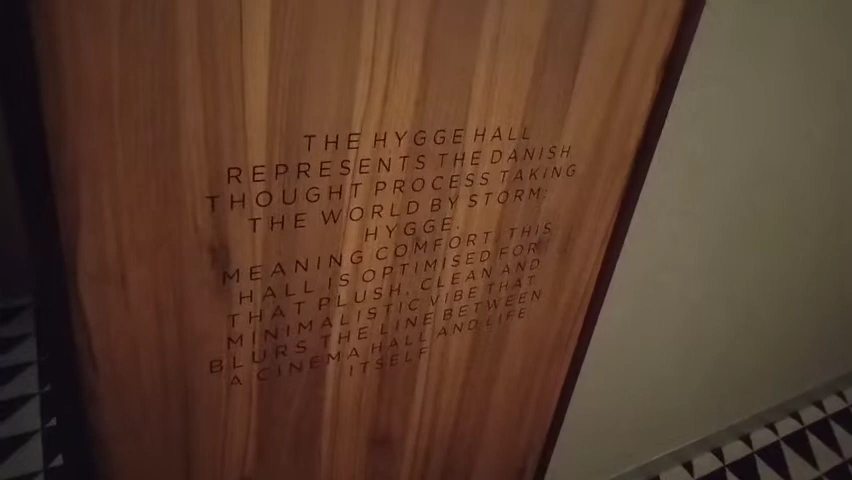 THE HYGGE HALL
REPRESENTS THE DANISH
THOUGHT PROCESS TAKING
THE WORLD BY STORM:
HYGGE.
MEANING COMFORT, THIS
HALL IS OPTIMISED FOR
THAT PLUSH, CLEAN AND
MINIMALISTIC VIBE THAT
BLURS THE LINE BETWEEN
A CINEMA HALL AND LIFE
ITSELF